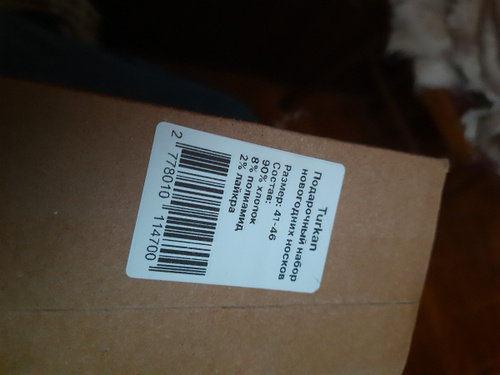 Turkan
Подарочный набор
новогодних носков
размер: 41-46
Состав:
90% хлопок
8% полиамид
2% лайкра
2 778010 114700